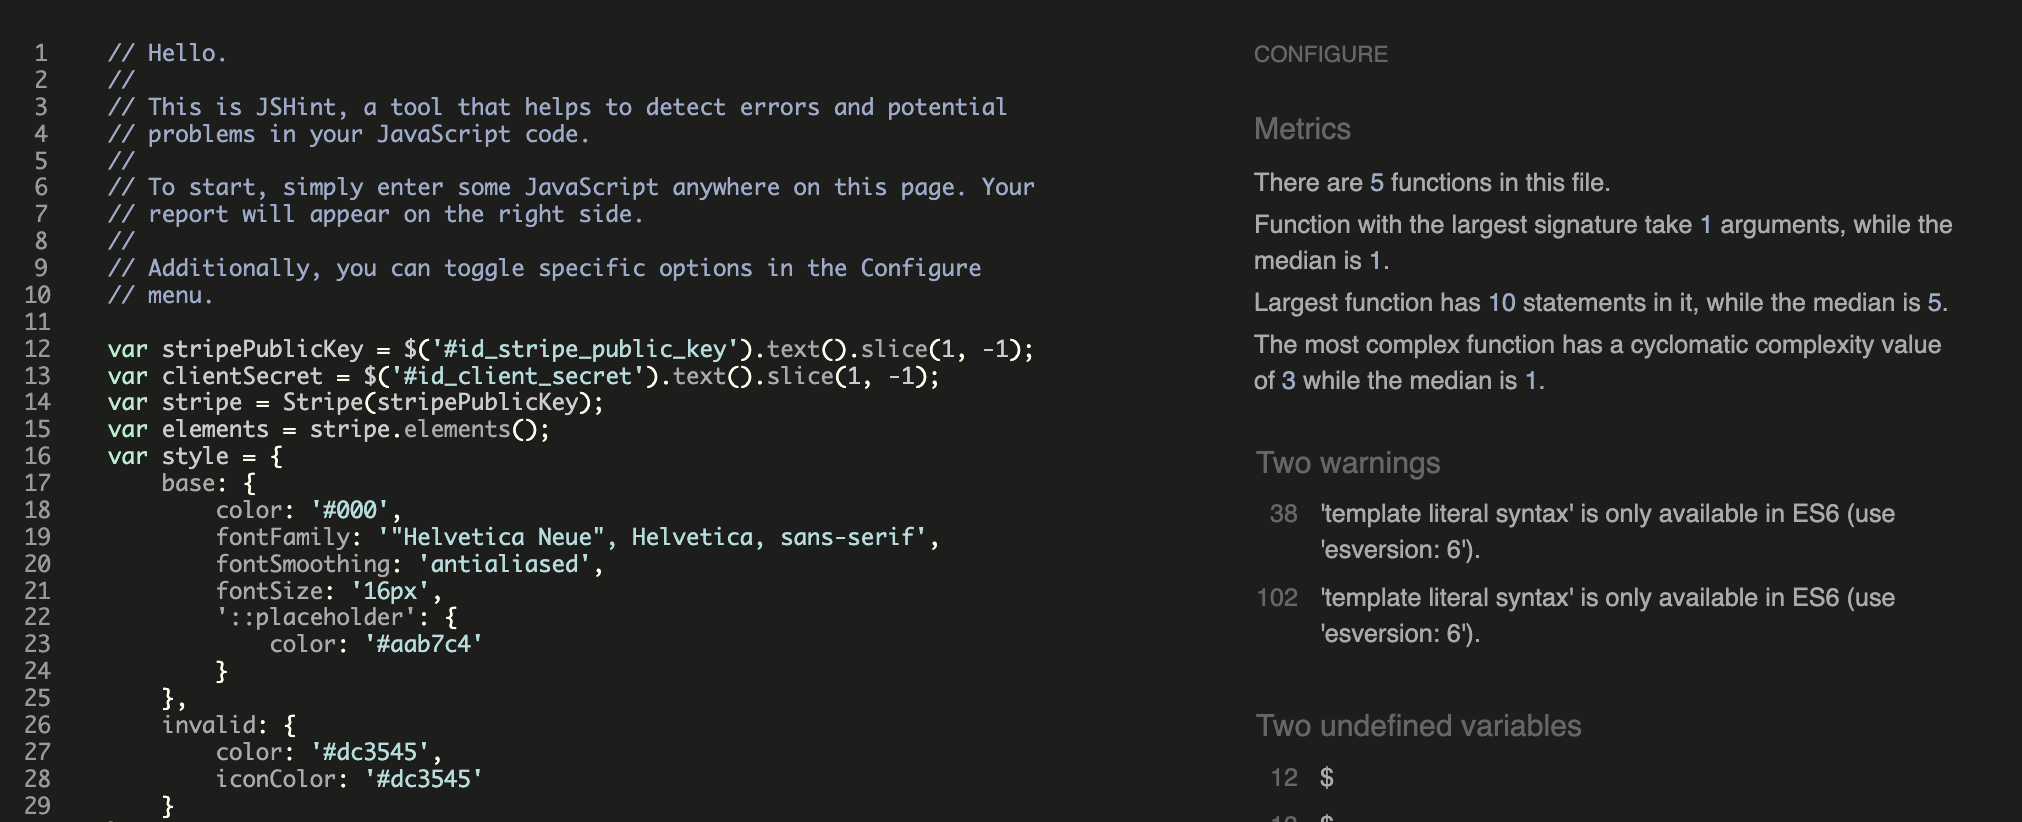 1 // Hello.
2 //
3 // This is JSHint, a tool that helps to detect errors and potential
4 // problems in your JavaScript code.
5 //
6 // To start, simply enter some JavaScript anywhere on this page. Your
7 // report will appear on the right side.
8 //
9 // Additionally, you can toggle specific options in the Configure
10 // menu.
11
12 var stripePublicKey = $('#id_stripe_public_key').text().slice(1, -1);
13 var clientSecret = $('#id_client_secret').text().slice(1, -1);
14 var stripe = Stripe(stripePublicKey);
15 var elements = stripe.elements();
16 var style = {
17 base: {
18 color: '#000',
19 fontFamily: '"Helvetica Neue", Helvetica, sans-serif',
20 fontSmoothing: 'antialiased',
21 fontSize: '16px',
22 '::placeholder': {
23 color: '#aab7c4'
24 }
25 },
26 invalid: {
27 color: '#dc3545',
28 iconColor: '#dc3545'
29 }
CONFIGURE
Metrics
There are 5 functions in this file.
Function with the largest signature take 1 arguments, while the
median is 1.
Largest function has 10 statements in it, while the median is 5.
The most complex function has a cyclomatic complexity value
of 3 while the median is 1.
Two warnings
38 'template literal syntax' is only available in ES6 (use
'esversion: 6').
102 'template literal syntax' is only available in ES6 (use
'esversion: 6').
Two undefined variables
12 $